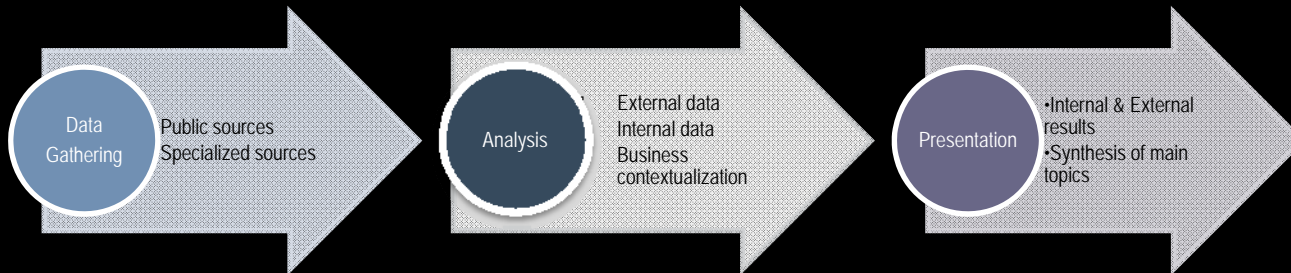 Data
Gathering
Public sources
Specialized sources
Analysis
External data
Internal data
Business
contextualization
Presentation
•Internal & External
results
•Synthesis of main
topics